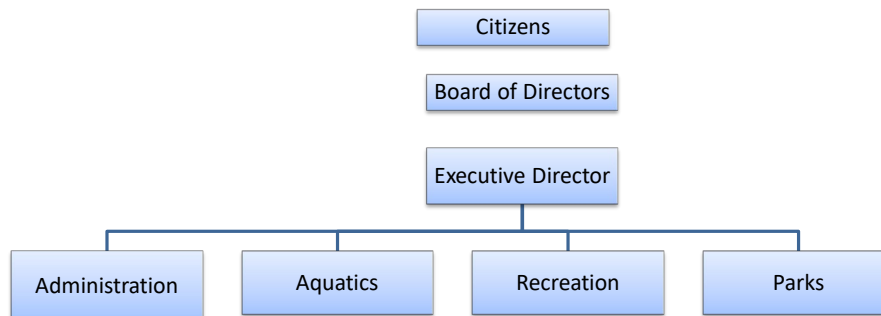 Citizens
Board of Directors
Executive Director
Administration
Aquatics
Recreation
Parks